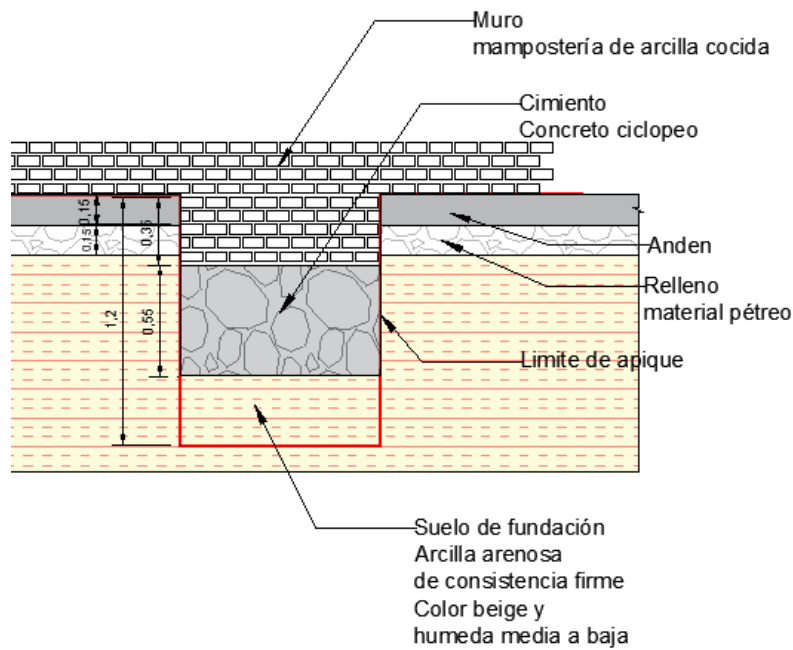 Muro
mampostería de arcilla cocida
Cimiento
Concreto ciclopeo
0,15
0,35
0,15
Anden
Relleno
material pétreo
1,2
0,55
Limite de apique
Suelo de fundación
Arcilla arenosa
de consistencia firme
Color beige y
humeda media a baja